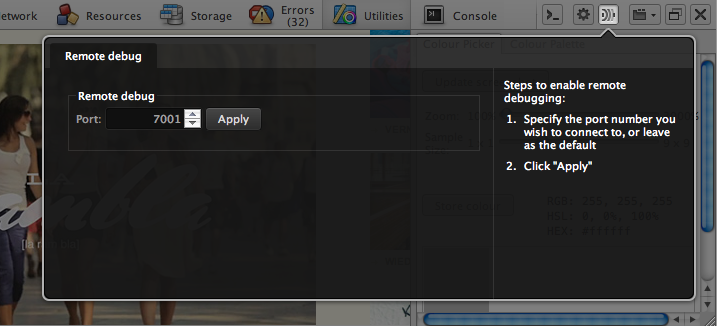 etwork
Resources
Storage
Errors
(32)
Utilities
Console
Colour Picker
Colour Palette
Remote debug
Remote debug
Port:
7001
Apply
Steps to enable remote
debugging:
1. Specify the port number you
wish to connect to, or leave
as the default
2. Click "Apply"
RGB: 255, 255, 255
HSL: 0, 0%, 100%
HEX: #ffffff